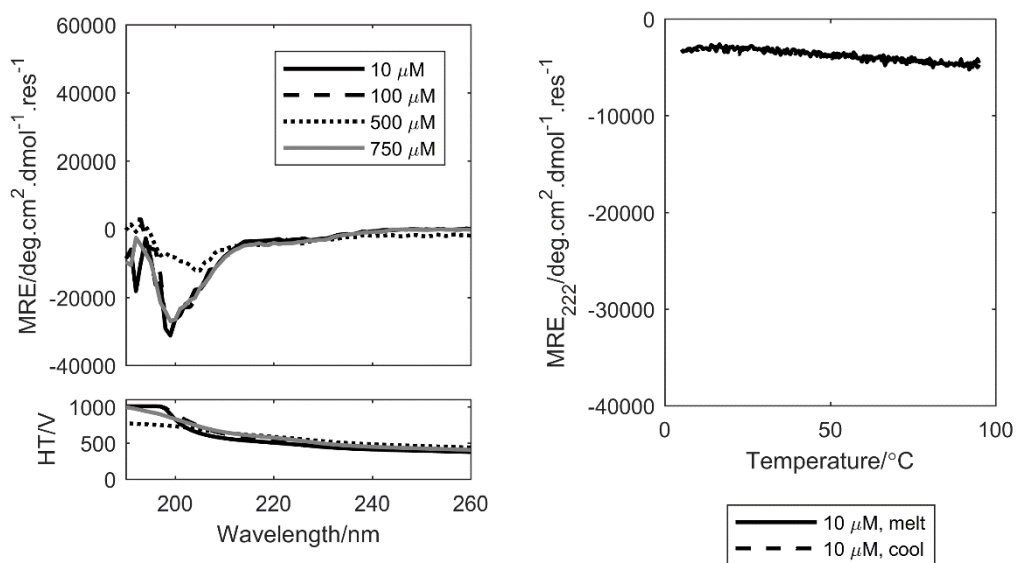 60000
40000
20000
0
-20000
-40000
MRE/deg.cm².dmol⁻¹.res⁻¹
10 μM
100 μM
500 μM
750 μM
1000
500
0
HT/V
200
220
240
260
Wavelength/nm
0
-10000
-20000
-30000
-40000
MRE₂₂₂/deg.cm².dmol⁻¹.res⁻¹
0
50
100
Temperature/°C
10 μM, melt
10 μM, cool